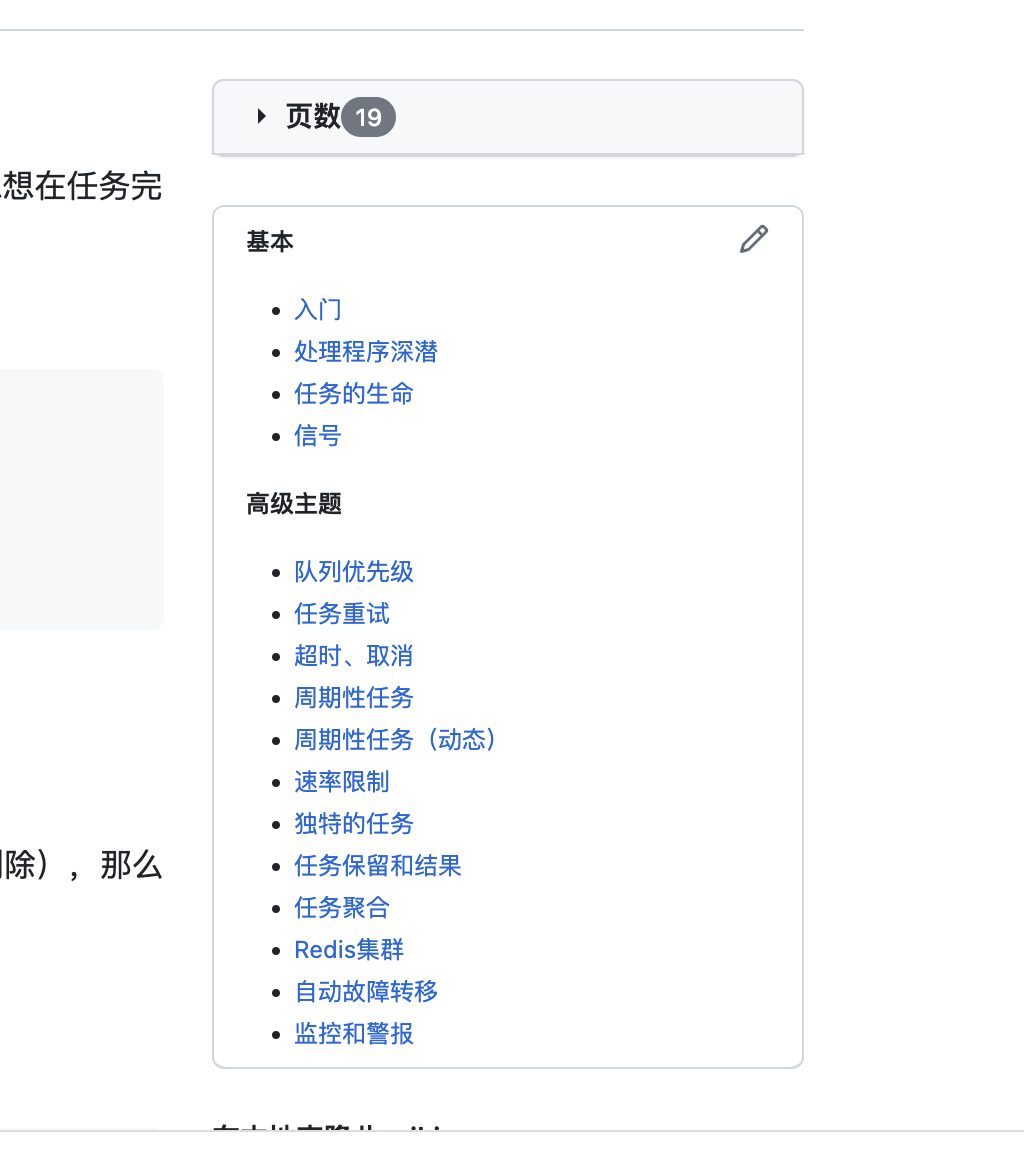 页数 19
想在任务完
基本
入门
处理程序深潜
任务的生命
信号
高级主题
队列优先级
任务重试
超时、取消
周期性任务
周期性任务（动态）
速率限制
独特的任务
任务保留和结果
除），那么
任务聚合
Redis集群
自动故障转移
监控和警报